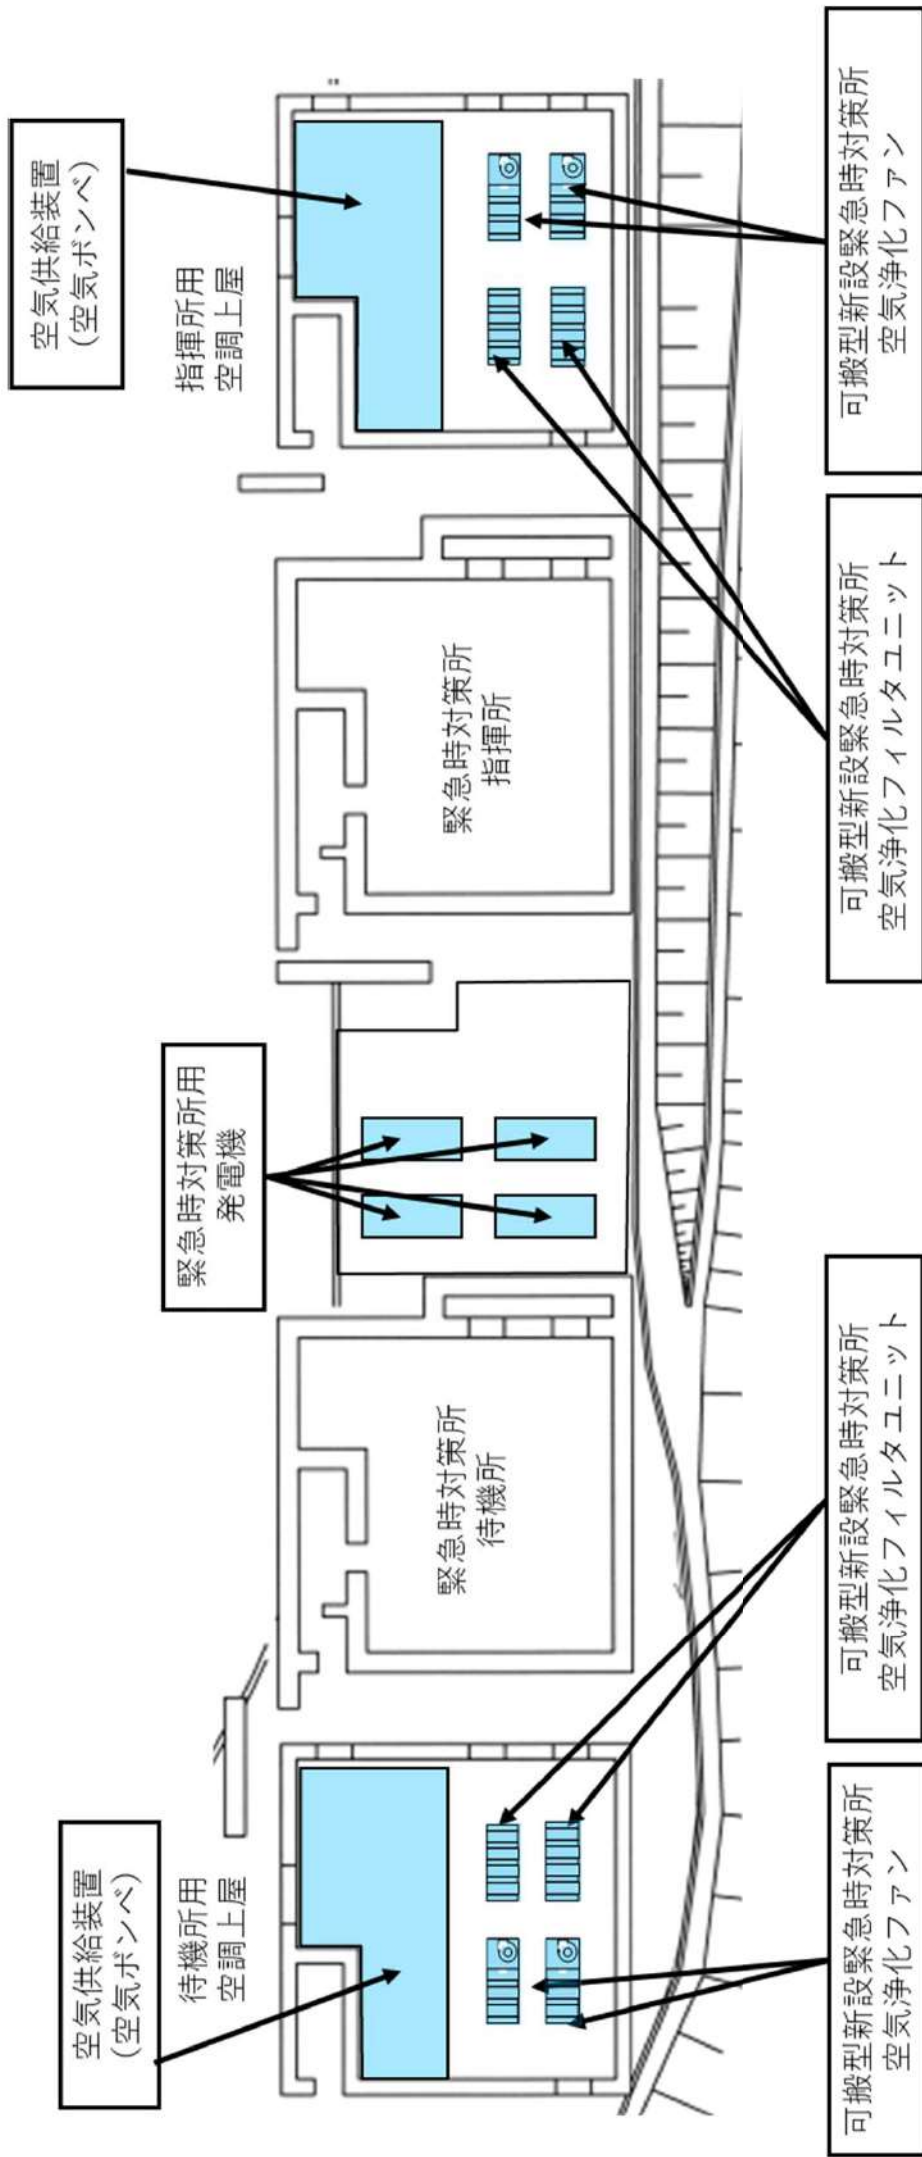 空気供給装置
(空気ボンベ)
待機所用
空調上屋
緊急時対策所用
発電機
空気供給装置
(空気ボンベ)
指揮所用
空調上屋
緊急時対策所
待機所
緊急時対策所
指揮所
可搬型新設緊急時対策所
空気浄化ファン
可搬型新設緊急時対策所
空気浄化フィルタユニット
可搬型新設緊急時対策所
空気浄化フィルタユニット
可搬型新設緊急時対策所
空気浄化ファン